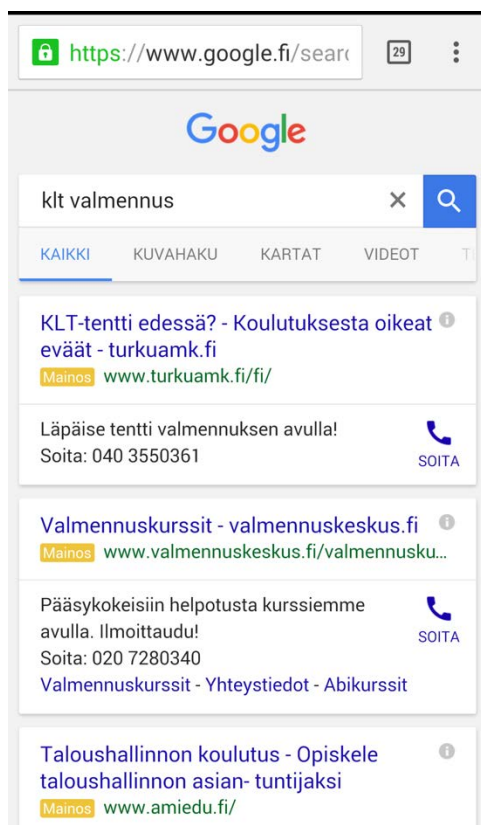 https://www.google.fi/searc
29
Google
klt valmennus
KAIKKI KUVAHAKU KARTAT VIDEOT
KLT-tentti edessä? - Koulutuksesta oikeat
eväät - turkuamk.fi
Mainos www.turkuamk.fi/fi/
Läpäise tentti valmennuksen avulla!
Soita: 040 3550361
SOITA
Valmennuskurssit - valmennuskeskus.fi
Mainos www.valmennuskeskus.fi/valmennusku...
Pääsykokeisiin helpotusta kurssiemme
avulla. Ilmoittaudu!
Soita: 020 7280340
SOITA
Valmennuskurssit - Yhteystiedot - Abikurssit
Taloushallinnon koulutus - Opiskele
taloushallinnon asian- tuntijaksi
Mainos www.amiedu.fi/